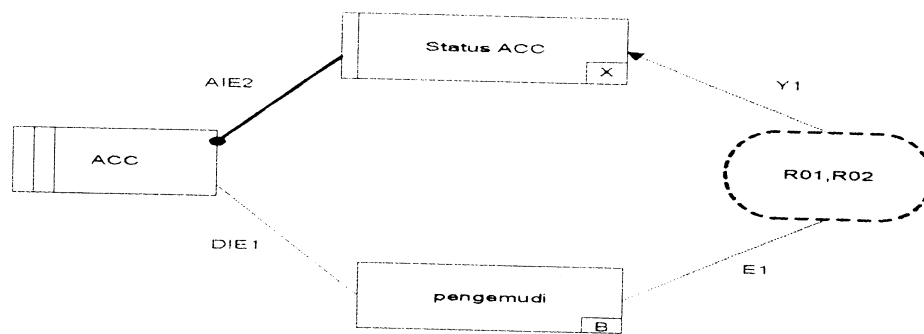 Status ACC
X
AIE2
Y1
ACC
R01,R02
DIE1
E1
pengemudi
B